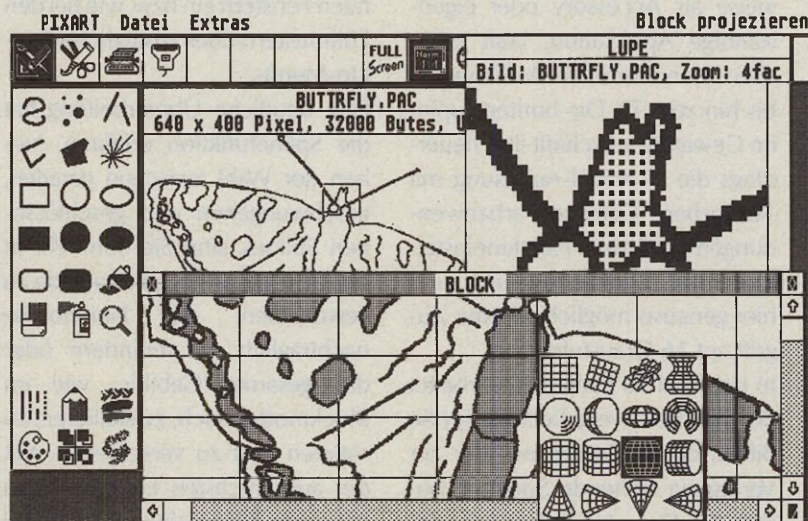 PIXART Datei Extras Block projezieren
FULL
Screen
LUPE
Bild: BUTTRFLY.PAC, Zoom: 4fac
BUTTRFLY.PAC
640 x 400 Pixel, 32000 Bytes,
BLOCK